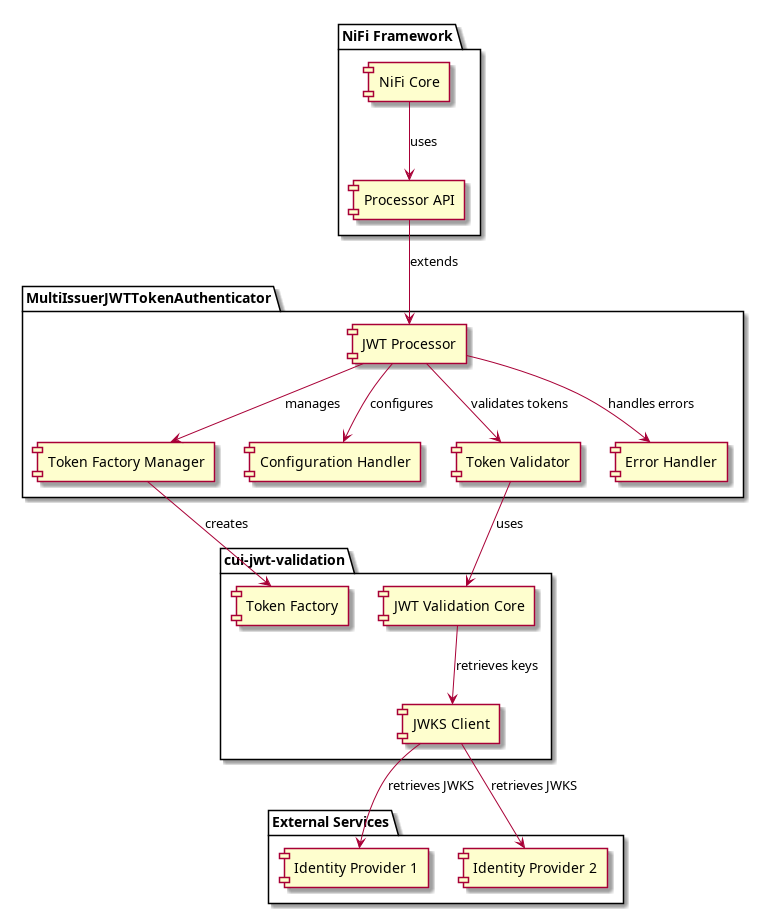 NiFi Framework
NiFi Core
uses
Processor API
extends
MultiIssuerJWTTokenAuthenticator
JWT Processor
manages
configures
validates tokens
handles errors
Token Factory Manager
Configuration Handler
Token Validator
Error Handler
creates
uses
cui-jwt-validation
Token Factory
JWT Validation Core
retrieves keys
JWKS Client
retrieves JWKS
retrieves JWKS
External Services
Identity Provider 1
Identity Provider 2